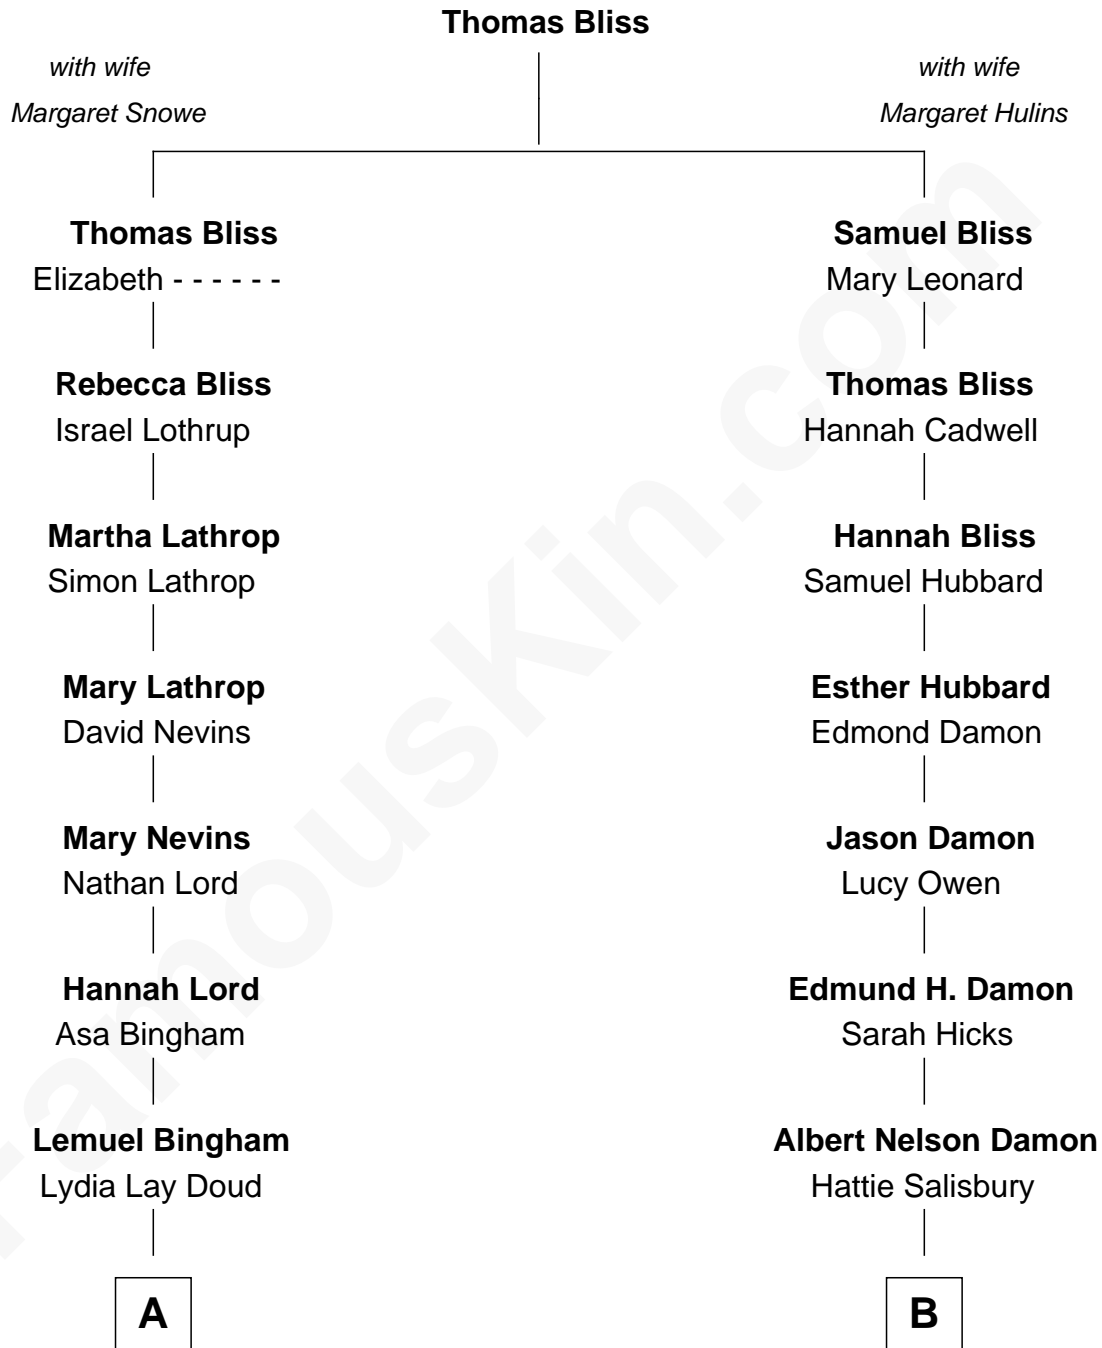 Thomas Bliss
with wife
Margaret Snowe
with wife
Margaret Hulins
Thomas Bliss
Elizabeth - - - - - -
Samuel Bliss
Mary Leonard
Rebecca Bliss
Israel Lothrup
Thomas Bliss
Hannah Cadwell
Martha Lathrop
Simon Lathrop
Hannah Bliss
Samuel Hubbard
Mary Lathrop
David Nevins
Esther Hubbard
Edmond Damon
Mary Nevins
Nathan Lord
Jason Damon
Lucy Owen
Hannah Lord
Asa Bingham
Edmund H. Damon
Sarah Hicks
Lemuel Bingham
Lydia Lay Doud
Albert Nelson Damon
Hattie Salisbury
A
B
FamousKin.com